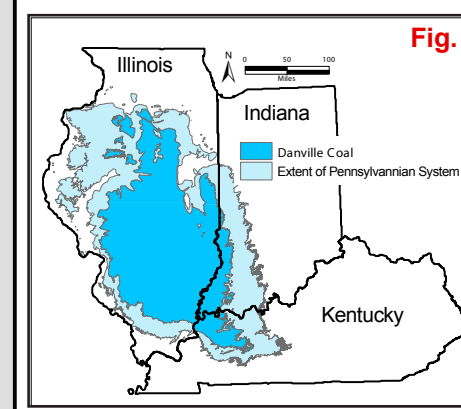 Fig.
Illinois
N
0 50 100
Miles
Indiana
Danville Coal
Extent of Pennsylvannian System
Kentucky